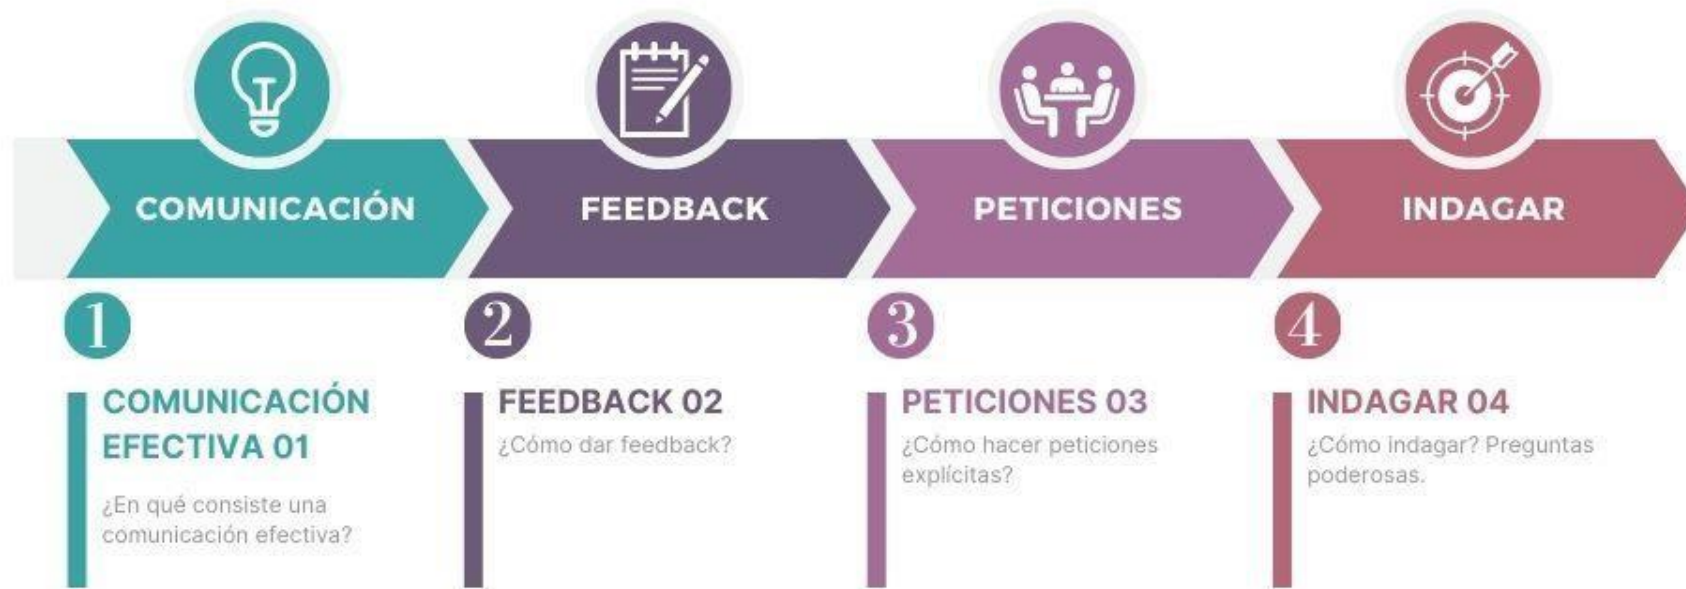 COMUNICACIÓN
FEEDBACK
PETICIONES
INDAGAR
1
COMUNICACIÓN
EFECTIVA 01
¿En qué consiste una
comunicación efectiva?
2
FEEDBACK 02
¿Cómo dar feedback?
3
PETICIONES 03
¿Cómo hacer peticiones
explícitas?
4
INDAGAR 04
¿Cómo indagar? Preguntas
poderosas.